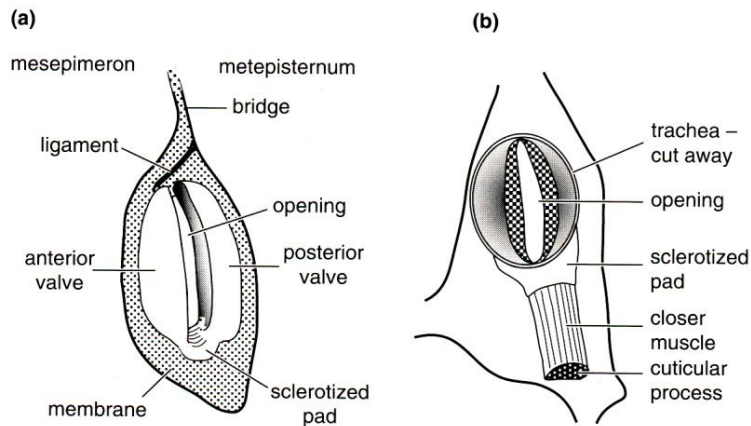 (a)
mesepimeron
metepisternum
bridge
ligament
opening
anterior
valve
posterior
valve
membrane
sclerotized
pad
(b)
trachea –
cut away
opening
sclerotized
pad
closer
muscle
cuticular
process